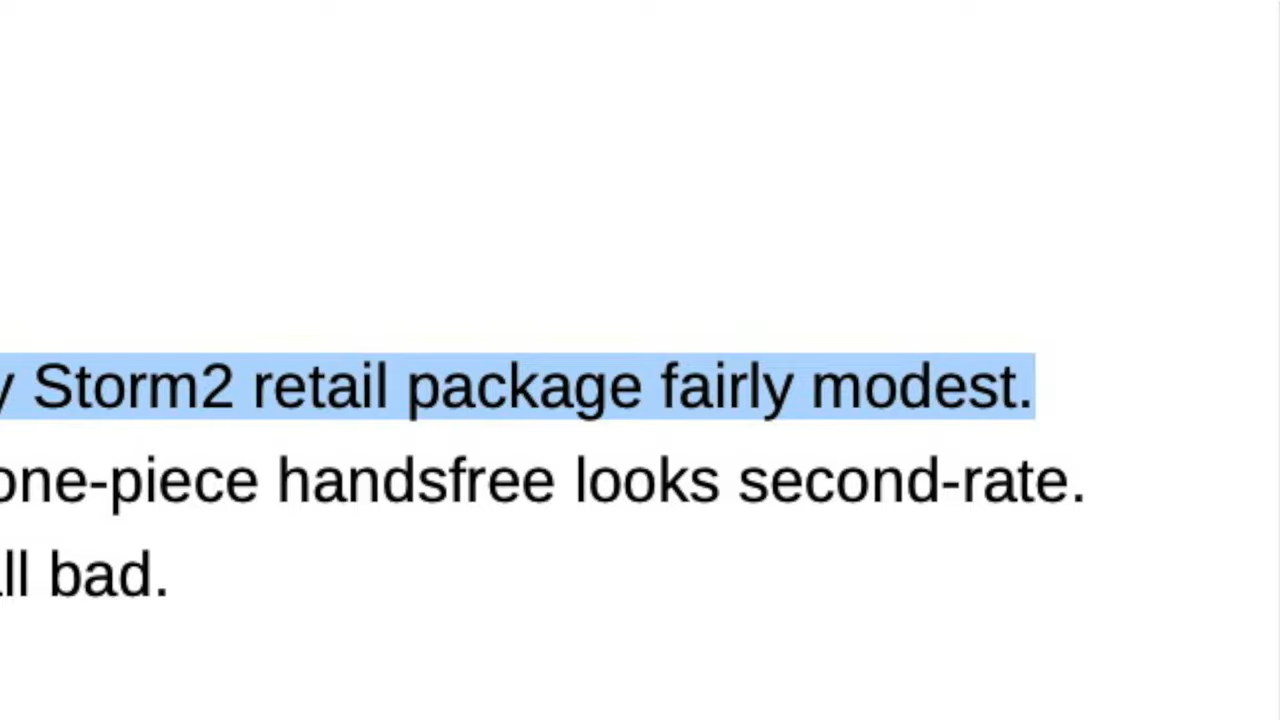 Storm2 retail package fairly modest.
one-piece handsfree looks second-rate.
bad.